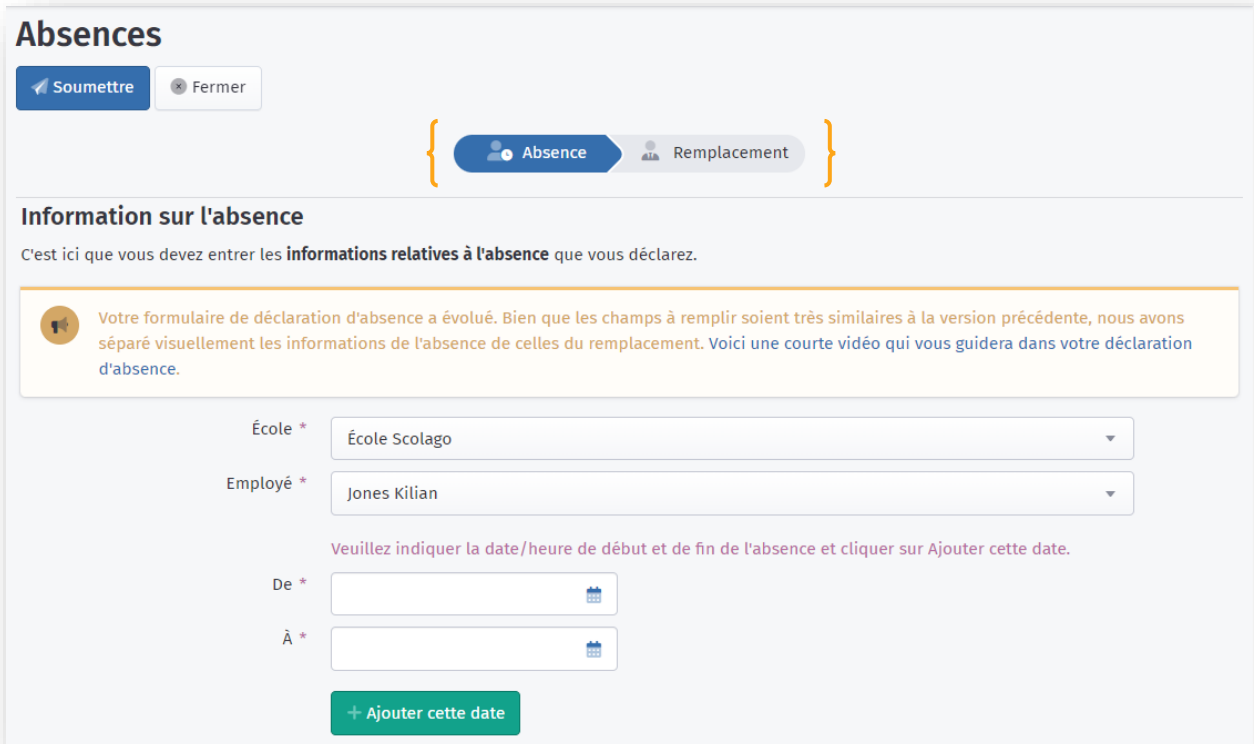 Absences
Soumettre Fermer
Absence Remplacement
Information sur l'absence
C'est ici que vous devez entrer les informations relatives à l'absence que vous déclarez.
Votre formulaire de déclaration d'absence a évolué. Bien que les champs à remplir soient très similaires à la version précédente, nous avons
séparé visuellement les informations de l'absence de celles du remplacement. Voici une courte vidéo qui vous guidera dans votre déclaration
d'absence.
École * École Scolago
Employé * Jones Kilian
Veuillez indiquer la date/heure de début et de fin de l'absence et cliquer sur Ajouter cette date.
De *
À *
+ Ajouter cette date